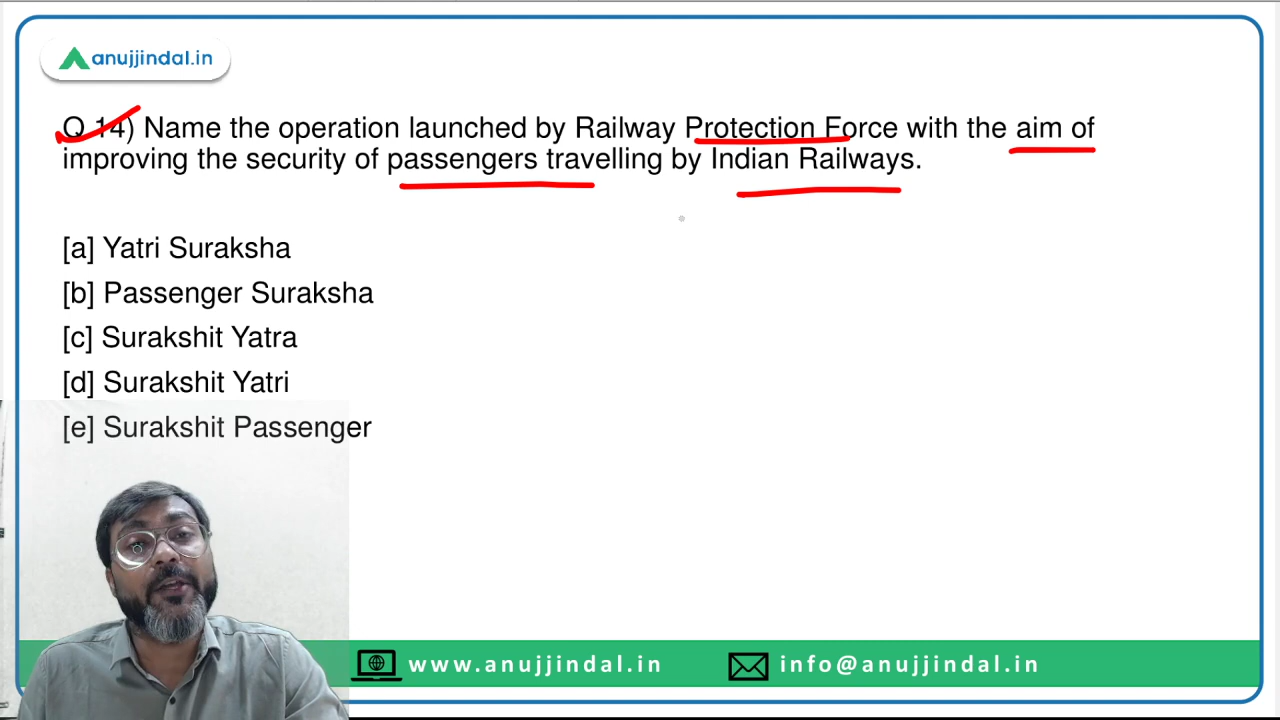 anujjindal.in
Q 14) Name the operation launched by Railway Protection Force with the aim of
improving the security of passengers travelling by Indian Railways.
[a] Yatri Suraksha
[b] Passenger Suraksha
[c] Surakshit Yatra
[d] Surakshit Yatri
[e] Surakshit Passenger
www.anujjindal.in
info@anujjindal.in